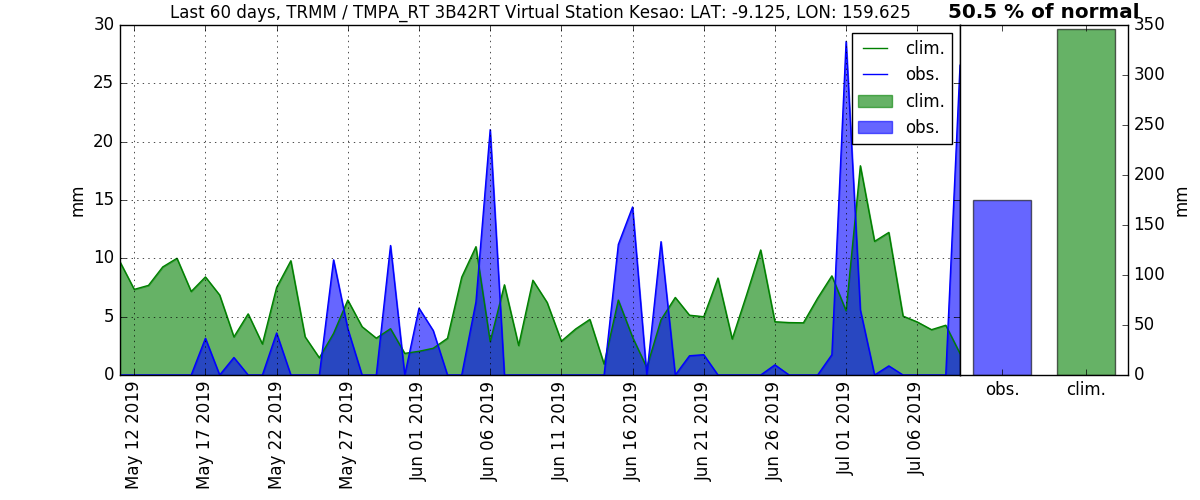 Last 60 days, TRMM / TMPA_RT 3B42RT Virtual Station Kesao: LAT: -9.125, LON: 159.625
50.5 % of normal
30
25
20
15
10
5
0
mm
clim.
obs.
clim.
obs.
350
300
250
200
150
100
50
0
mm
May 12 2019
May 17 2019
May 22 2019
May 27 2019
Jun 01 2019
Jun 06 2019
Jun 11 2019
Jun 16 2019
Jun 21 2019
Jun 26 2019
Jul 01 2019
Jul 06 2019
obs.
clim.